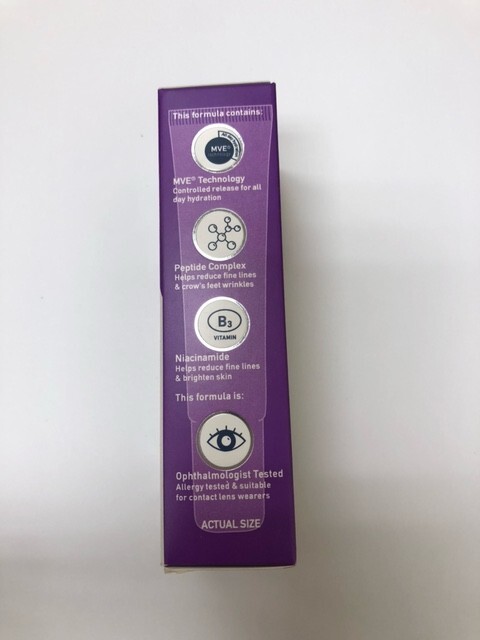 This formula contains:
MVE®
MVE® Technology
Controlled release for all
day hydration
Peptide Complex
Helps reduce fine lines
& crow's feet wrinkles
B3
VITAMIN
Niacinamide
Helps reduce fine lines
& brighten skin
This formula is:
Ophthalmologist Tested
Allergy tested & suitable
for contact lens wearers
ACTUAL SIZE